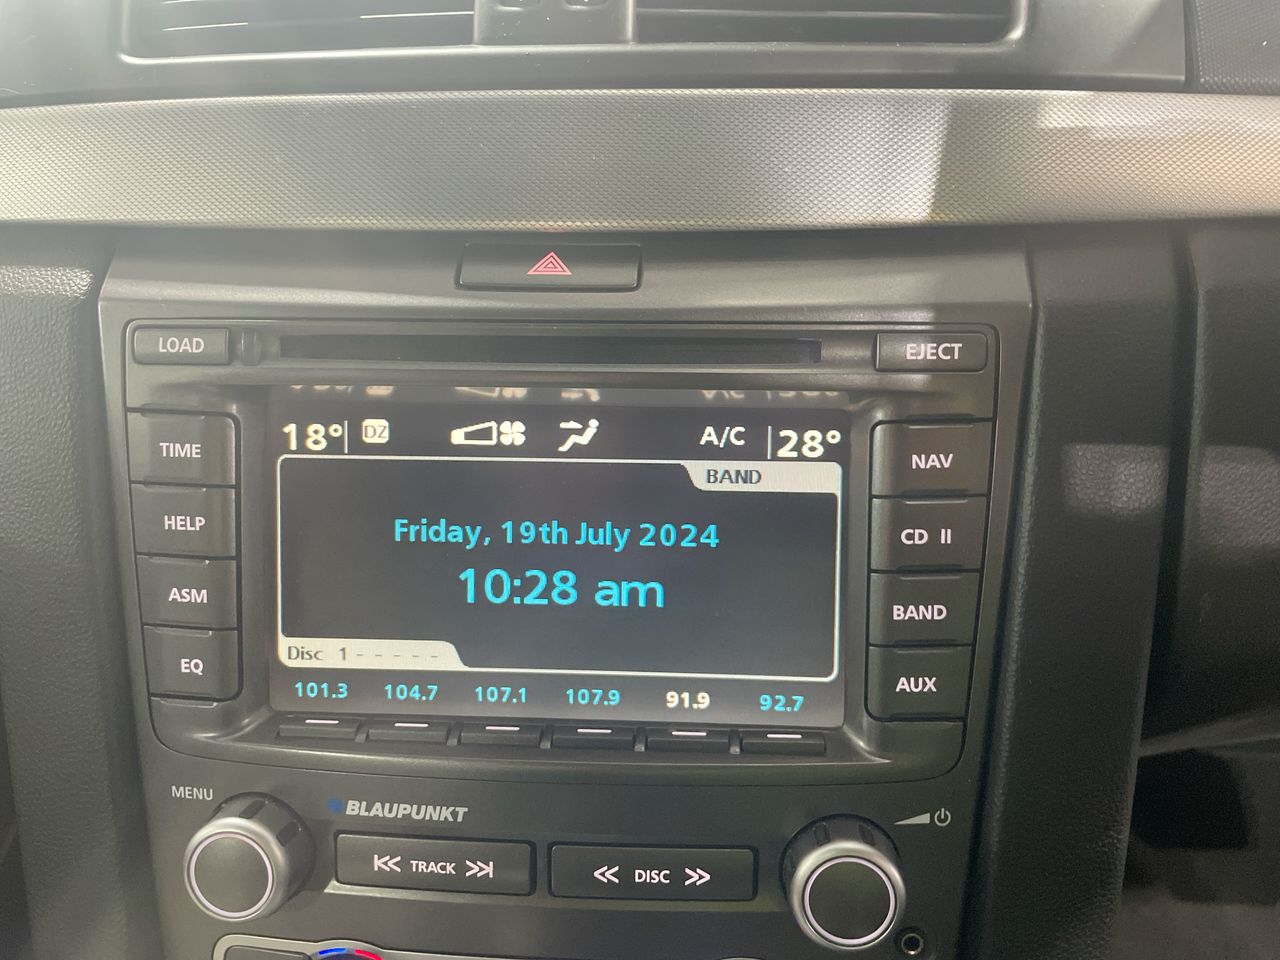 LOAD
EJECT
18° DZ A/C 28°
BAND
TIME
HELP
ASM
EQ
Friday, 19th July 2024
10:28 am
Disc 1 - - - - -
101.3 104.7 107.1 107.9 91.9 92.7
NAV
CD II
BAND
AUX
MENU
BLAUPUNKT
TRACK
DISC